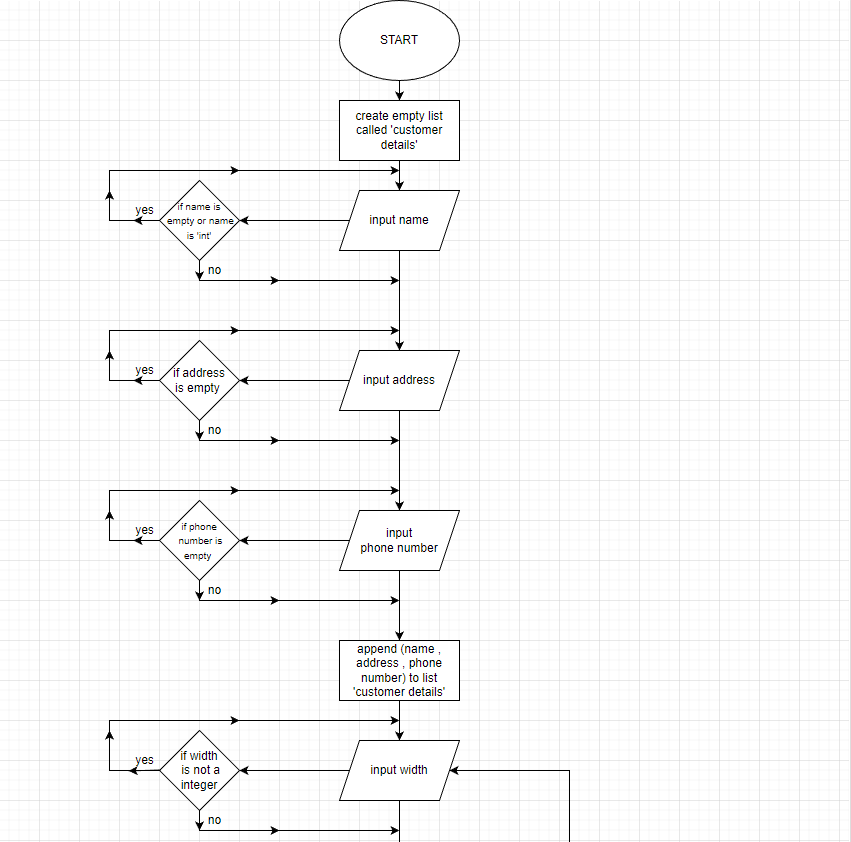 START
create empty list
called 'customer
details'
if name is
empty or name
is 'int'
yes
input name
no
if address
is empty
yes
input address
no
if phone
number is
empty
yes
input
phone number
no
append (name ,
address , phone
number) to list
'customer details'
if width
is not a
integer
yes
input width
no